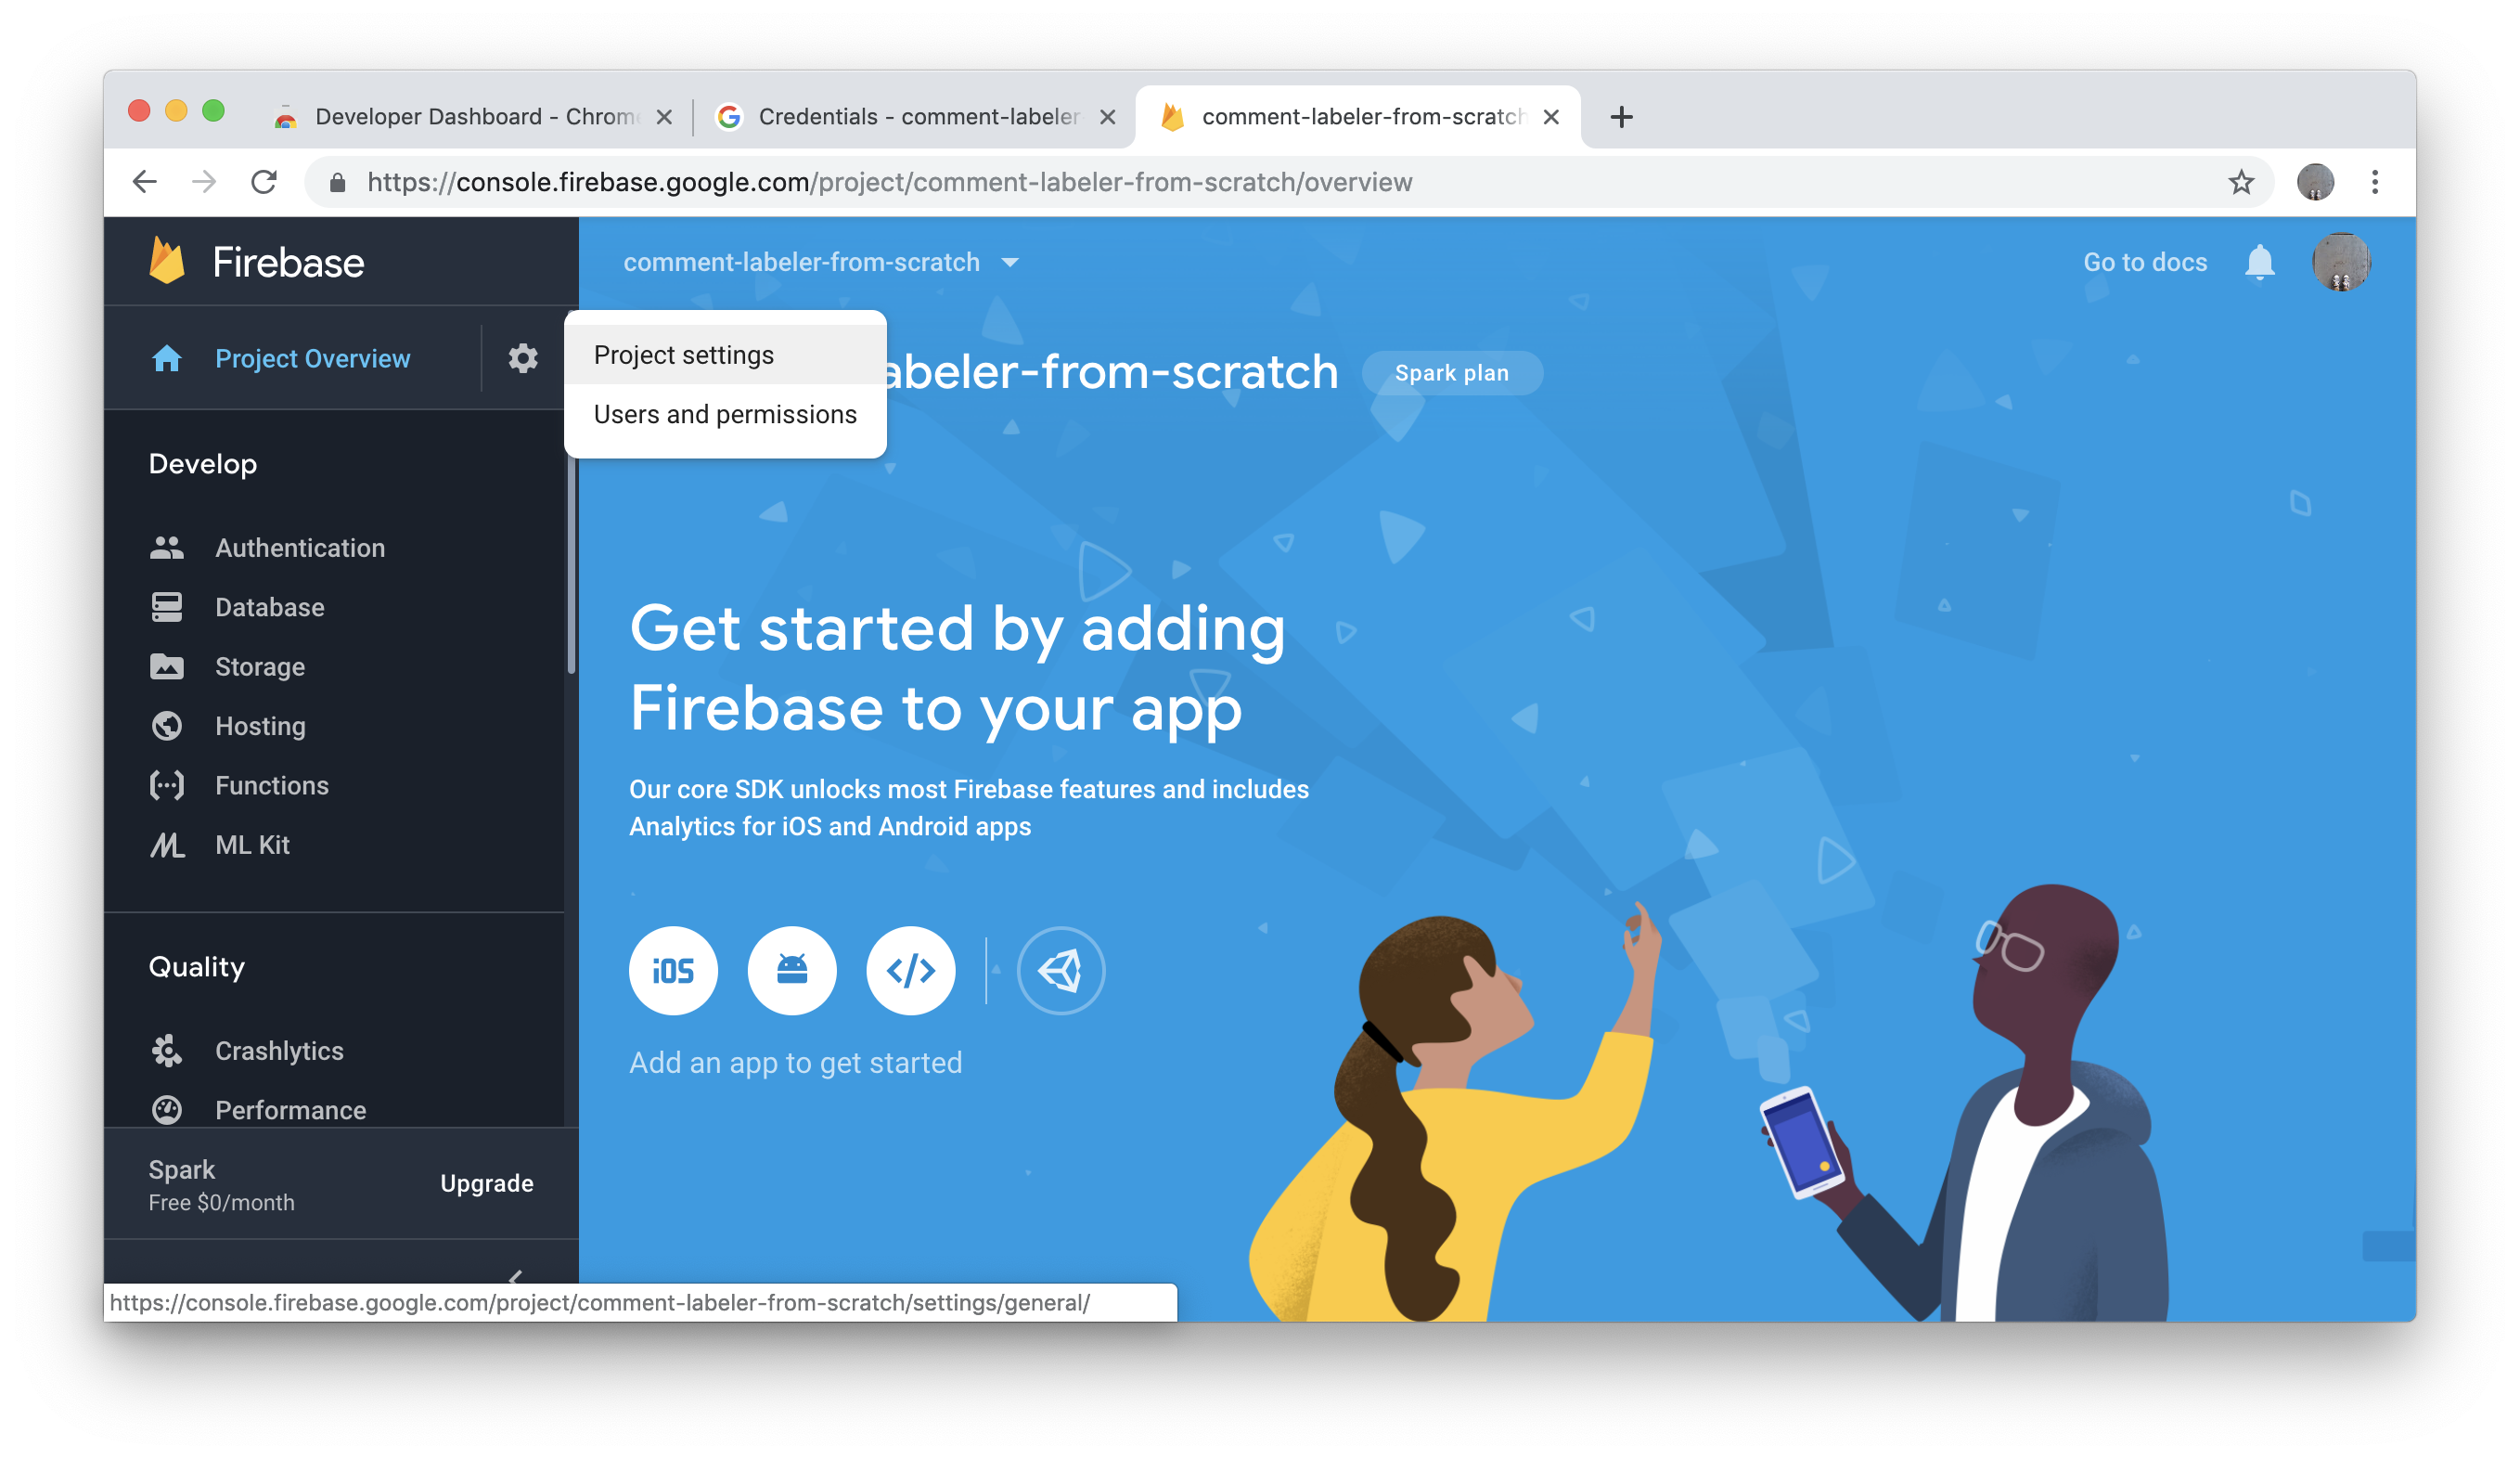 Developer Dashboard - Chrome
Credentials - comment-labeler-
comment-labeler-from-scratch
https://console.firebase.google.com/project/comment-labeler-from-scratch/overview
Firebase
comment-labeler-from-scratch
Go to docs
Project Overview
Project settings
Users and permissions
abeler-from-scratch
Spark plan
Develop
Authentication
Database
Storage
Hosting
Functions
ML Kit
Quality
Crashlytics
Performance
Spark
Free $0/month
Upgrade
Get started by adding
Firebase to your app
Our core SDK unlocks most Firebase features and includes
Analytics for iOS and Android apps
iOS
Add an app to get started
https://console.firebase.google.com/project/comment-labeler-from-scratch/settings/general/